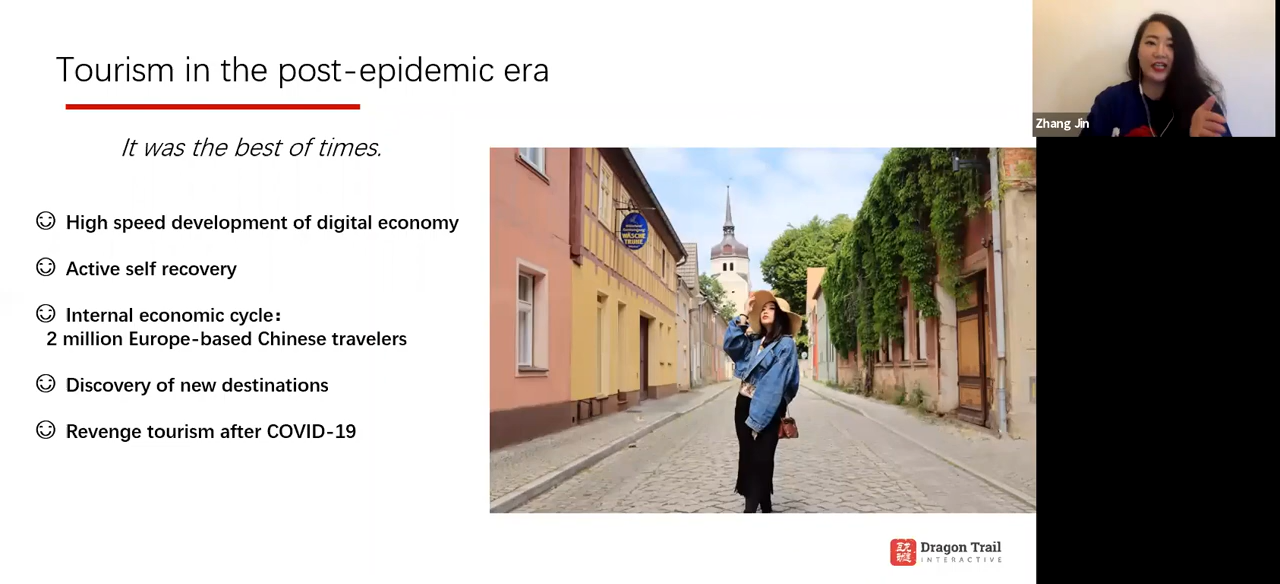 Tourism in the post-epidemic era
It was the best of times.
High speed development of digital economy
Active self recovery
Internal economic cycle：
2 million Europe-based Chinese travelers
Discovery of new destinations
Revenge tourism after COVID-19
WÄSCHE
TRUHE
Zhang Jin
Dragon Trail
INTERACTIVE